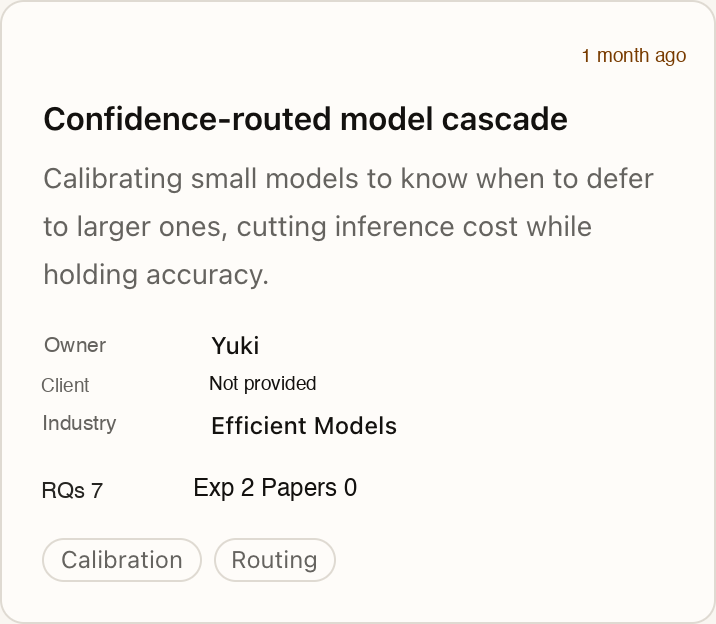 1 month ago
Confidence-routed model cascade
Calibrating small models to know when to defer
to larger ones, cutting inference cost while
holding accuracy.
Owner Yuki
Client Not provided
Industry Efficient Models
RQs 7 Exp 2 Papers 0
Calibration Routing